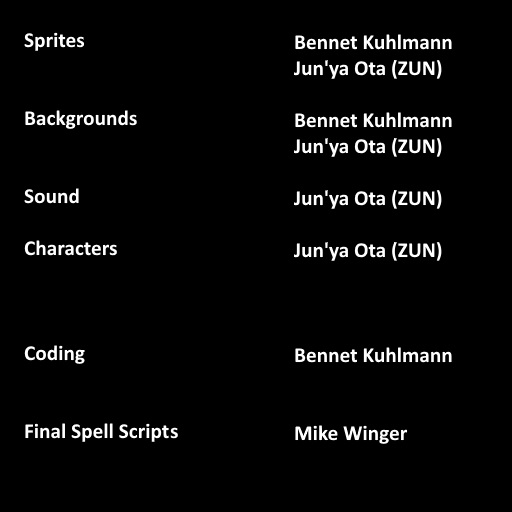 Sprites Bennet Kuhlmann
Jun'ya Ota (ZUN)
Backgrounds Bennet Kuhlmann
Jun'ya Ota (ZUN)
Sound Jun'ya Ota (ZUN)
Characters Jun'ya Ota (ZUN)
Coding Bennet Kuhlmann
Final Spell Scripts Mike Winger